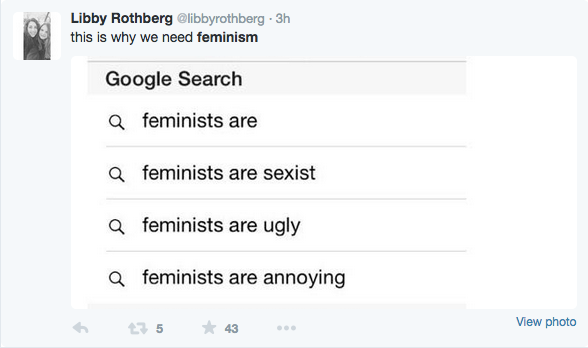 Libby Rothberg @libbyrothberg · 3h
this is why we need feminism
Google Search
feminists are
feminists are sexist
feminists are ugly
feminists are annoying
5 43
View photo